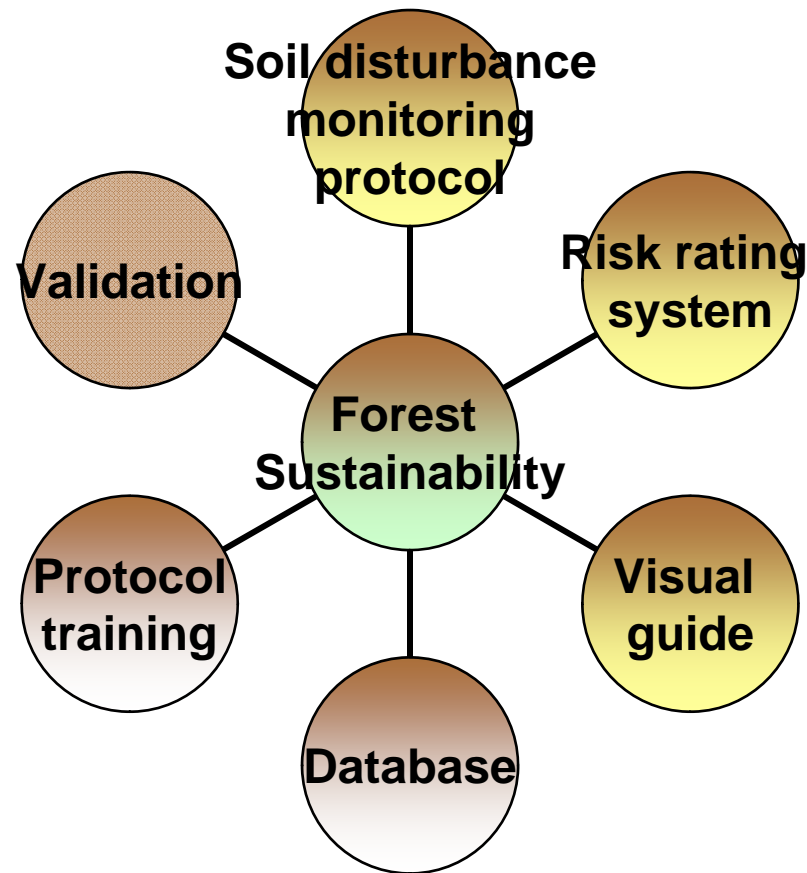 Soil disturbance
monitoring
protocol
Validation
Risk rating
system
Forest
Sustainability
Protocol
training
Visual
guide
Database